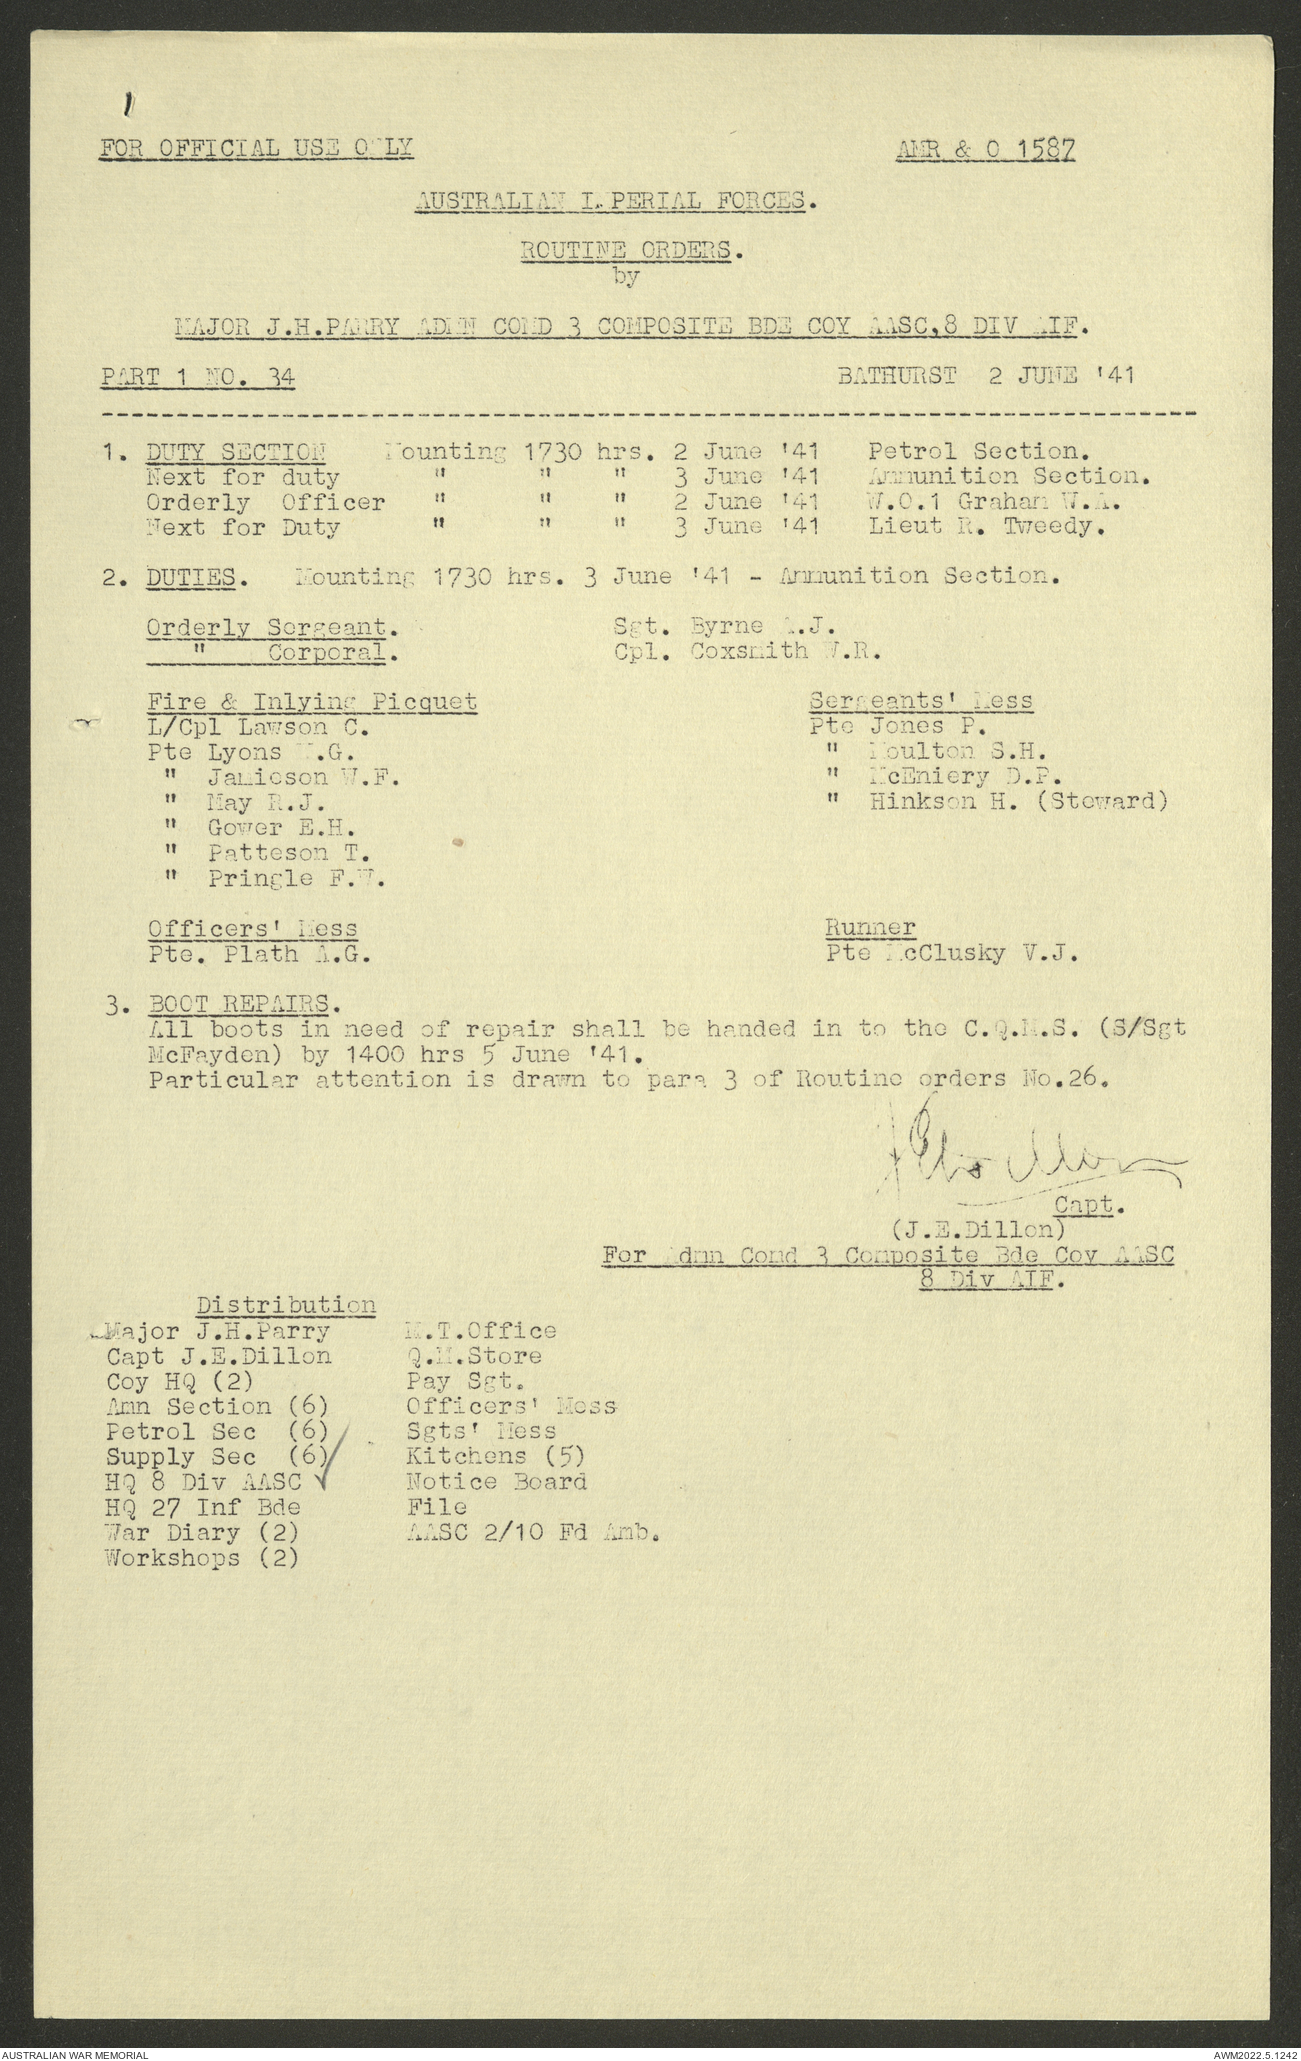 1
FOR OFFICIAL USE ONLY AMR & O 1587
AUSTRALIAN IMPERIAL FORCES.
ROUTINE ORDERS.
by
MAJOR J.H.PARRY ADMN COMD 3 COMPOSITE BDE COY AASC,8 DIV AIF.
PART 1 NO. 34 BATHURST 2 JUNE '41
1. DUTY SECTION Mounting 1730 hrs. 2 June '41 Petrol Section.
Next for duty " " " 3 June '41 Ammunition Section.
Orderly Officer " " " 2 June '41 W.O.1 Graham W.A.
Next for Duty " " " 3 June '41 Lieut R. Tweedy.
2. DUTIES. Mounting 1730 hrs. 3 June '41 - Ammunition Section.
Orderly Sergeant. Sgt. Byrne A.J.
" Corporal. Cpl. Coxsmith W.R.
Fire & Inlying Picquet Sergeants' Mess
L/Cpl Lawson C. Pte Jones P.
Pte Lyons M.G. " Moulton S.H.
" Jamieson W.F. " McEniery D.P.
" May R.J. " Hinkson H. (Steward)
" Gower E.H.
" Patteson T.
" Pringle F.W.
Officers' Mess Runner
Pte. Plath A.G. Pte McClusky V.J.
3. BOOT REPAIRS.
All boots in need of repair shall be handed in to the C.Q.M.S. (S/Sgt
McFayden) by 1400 hrs 5 June '41.
Particular attention is drawn to para 3 of Routine orders No.26.
Capt.
(J.E.Dillon)
For Admn Comd 3 Composite Bde Coy AASC
8 Div AIF.
Distribution
Major J.H.Parry M.T.Office
Capt J.E.Dillon Q.M.Store
Coy HQ (2) Pay Sgt.
Amn Section (6) Officers' Mess
Petrol Sec (6) Sgts' Mess
Supply Sec (6) Kitchens (5)
HQ 8 Div AASC Notice Board
HQ 27 Inf Bde File
War Diary (2) AASC 2/10 Fd Amb.
Workshops (2)
AUSTRALIAN WAR MEMORIAL AWM2022.5.1242